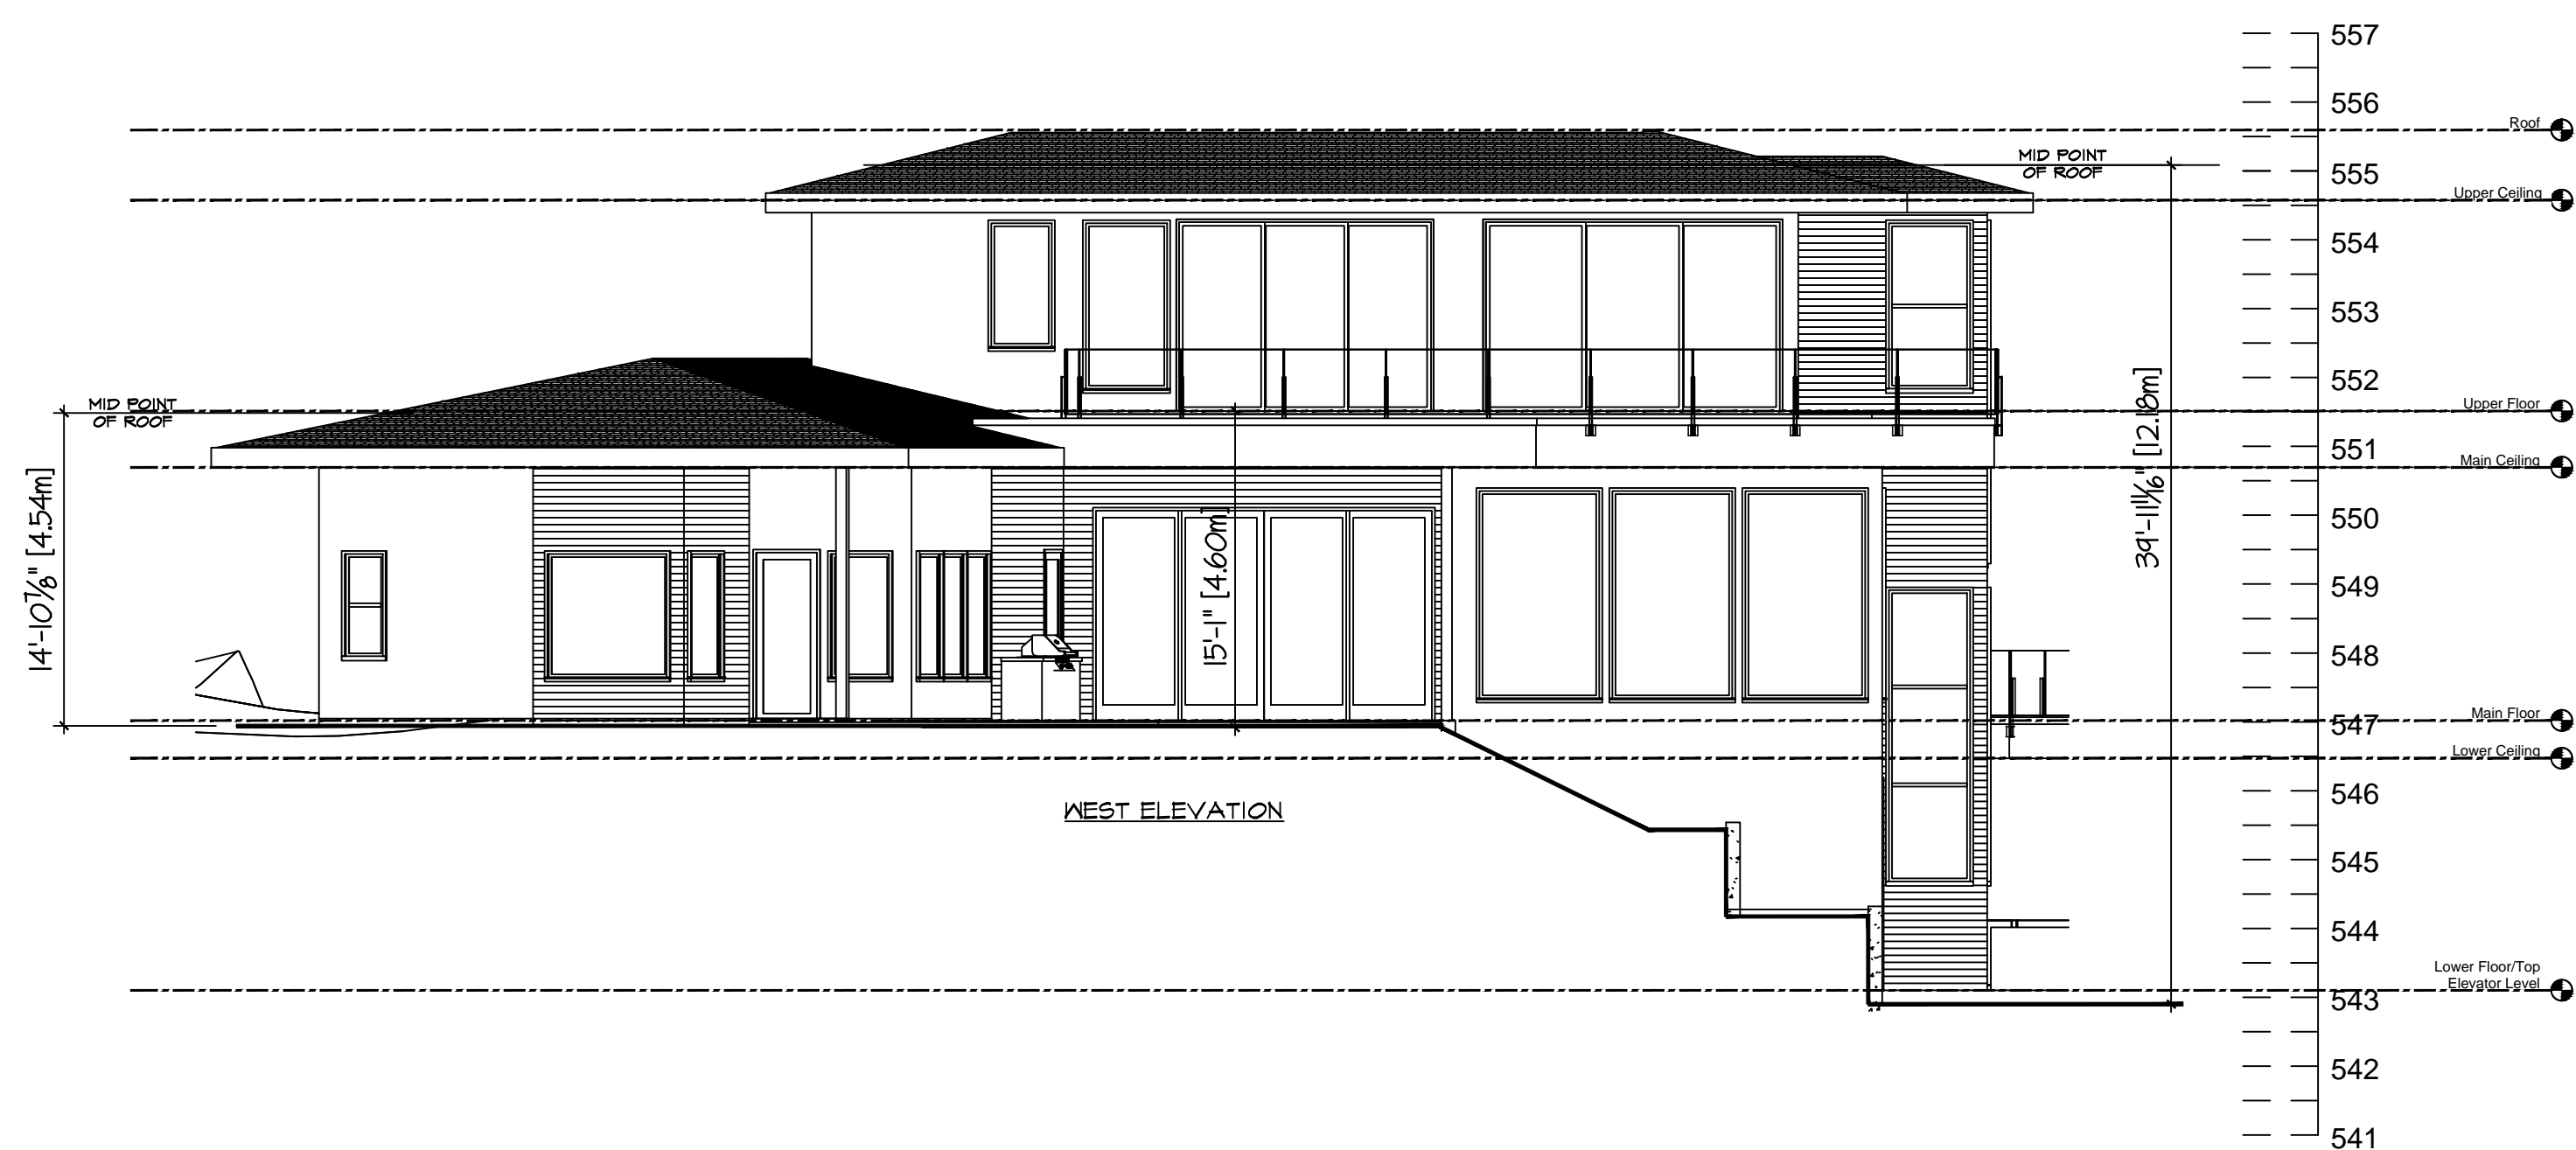 557
556
Roof
MID POINT
OF ROOF
555
Upper Ceiling
554
553
552
MID POINT
OF ROOF
Upper Floor
551
Main Ceiling
14'-10⅞" [4.54m]
15'-1" [4.60m]
39'-11 11/16" [12.18m]
550
549
548
Main Floor
547
Lower Ceiling
546
WEST ELEVATION
545
544
Lower Floor/Top
Elevator Level
543
542
541